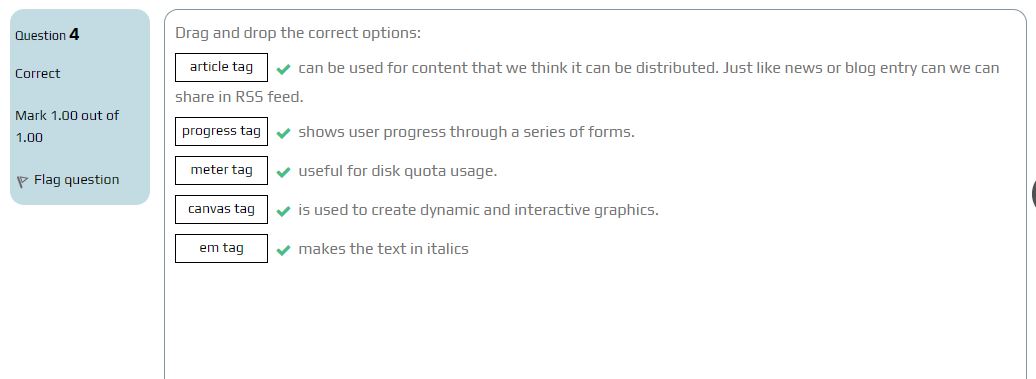 Question 4
Correct
Mark 1.00 out of
1.00
Flag question
Drag and drop the correct options:
article tag can be used for content that we think it can be distributed. Just like news or blog entry can we can
share in RSS feed.
progress tag shows user progress through a series of forms.
meter tag useful for disk quota usage.
canvas tag is used to create dynamic and interactive graphics.
em tag makes the text in italics